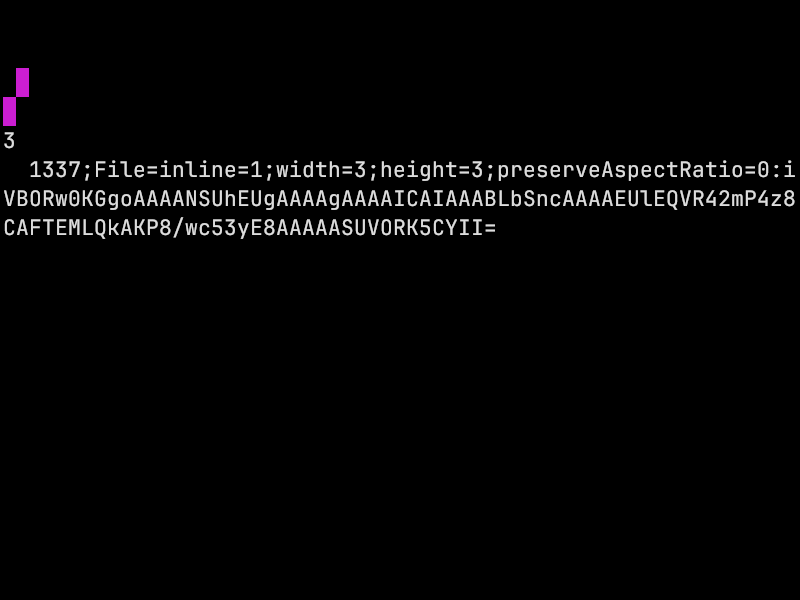 3
1337;File=inline=1;width=3;height=3;preserveAspectRatio=0:i
VBORw0KGgoAAAANSUhEUgAAAAgAAAAICAIAAABLbSncAAAAEUlEQVR42mP4z8
CAFTEMLQkAKP8/wc53yE8AAAAASUVORK5CYII=